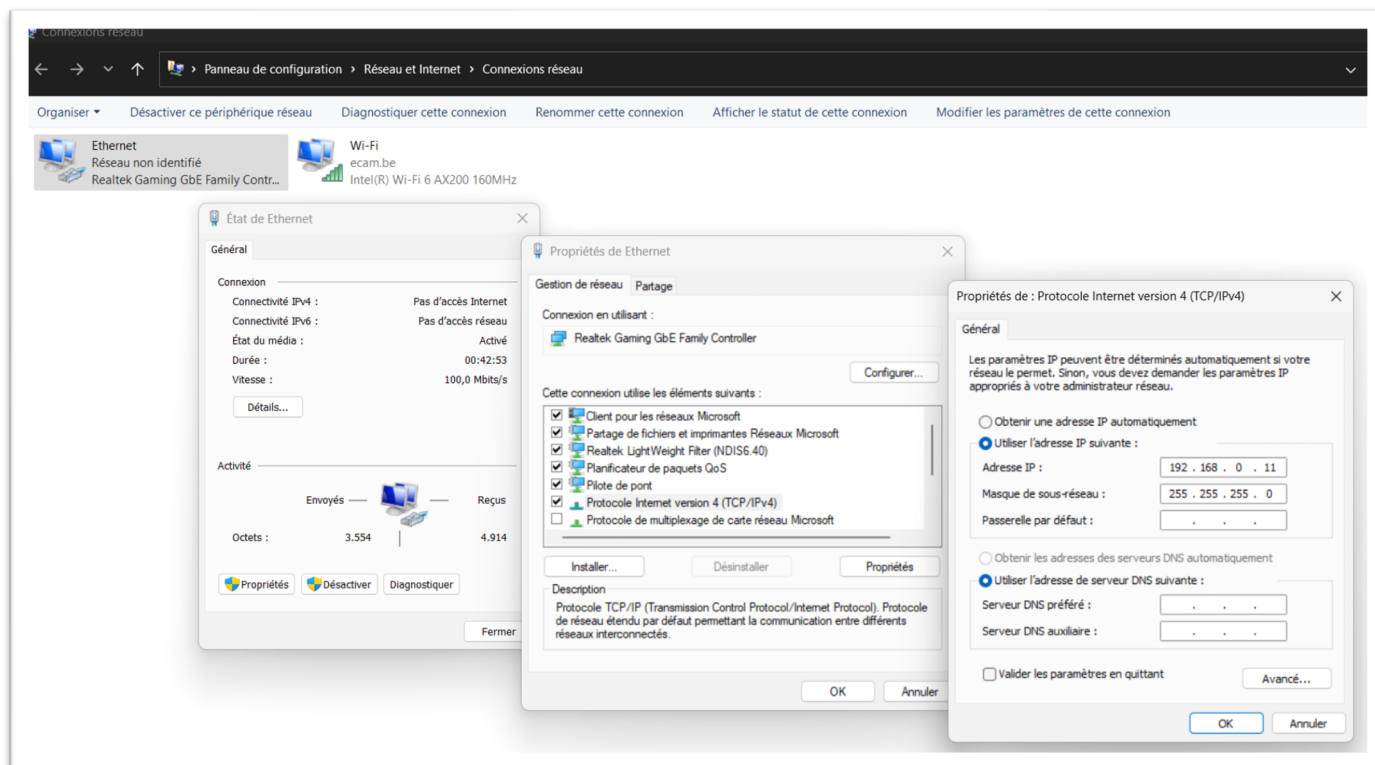 Connexions réseau
Panneau de configuration > Réseau et Internet > Connexions réseau
Organiser Désactiver ce périphérique réseau Diagnostiquer cette connexion Renommer cette connexion Afficher le statut de cette connexion Modifier les paramètres de cette connexion
Ethernet
Réseau non identifié
Realtek Gaming GbE Family Contr...
Wi-Fi
ecam.be
Intel(R) Wi-Fi 6 AX200 160MHz
État de Ethernet
Général
Connexion
Connectivité IPv4 : Pas d'accès Internet
Connectivité IPv6 : Pas d'accès réseau
État du média : Activé
Durée : 00:42:53
Vitesse : 100,0 Mbits/s
Détails...
Activité
Envoyés Reçus
Octets : 3.554 4.914
Propriétés Désactiver Diagnostiquer
Fermer
Propriétés de Ethernet
Gestion de réseau Partage
Connexion en utilisant :
Realtek Gaming GbE Family Controller
Configurer...
Cette connexion utilise les éléments suivants :
Client pour les réseaux Microsoft
Partage de fichiers et imprimantes Réseaux Microsoft
Realtek LightWeight Filter (NDIS6.40)
Planificateur de paquets QoS
Pilote de pont
Protocole Internet version 4 (TCP/IPv4)
Protocole de multiplexage de carte réseau Microsoft
Installer... Désinstaller Propriétés
Description
Protocole TCP/IP (Transmission Control Protocol/Internet Protocol). Protocole
de réseau étendu par défaut permettant la communication entre différents
réseaux interconnectés.
OK Annuler
Propriétés de : Protocole Internet version 4 (TCP/IPv4)
Général
Les paramètres IP peuvent être déterminés automatiquement si votre
réseau le permet. Sinon, vous devez demander les paramètres IP
appropriés à votre administrateur réseau.
Obtenir une adresse IP automatiquement
Utiliser l'adresse IP suivante :
Adresse IP : 192 . 168 . 0 . 11
Masque de sous-réseau : 255 . 255 . 255 . 0
Passerelle par défaut : . . .
Obtenir les adresses des serveurs DNS automatiquement
Utiliser l'adresse de serveur DNS suivante :
Serveur DNS préféré : . . .
Serveur DNS auxiliaire : . . .
Valider les paramètres en quittant
Avancé...
OK Annuler